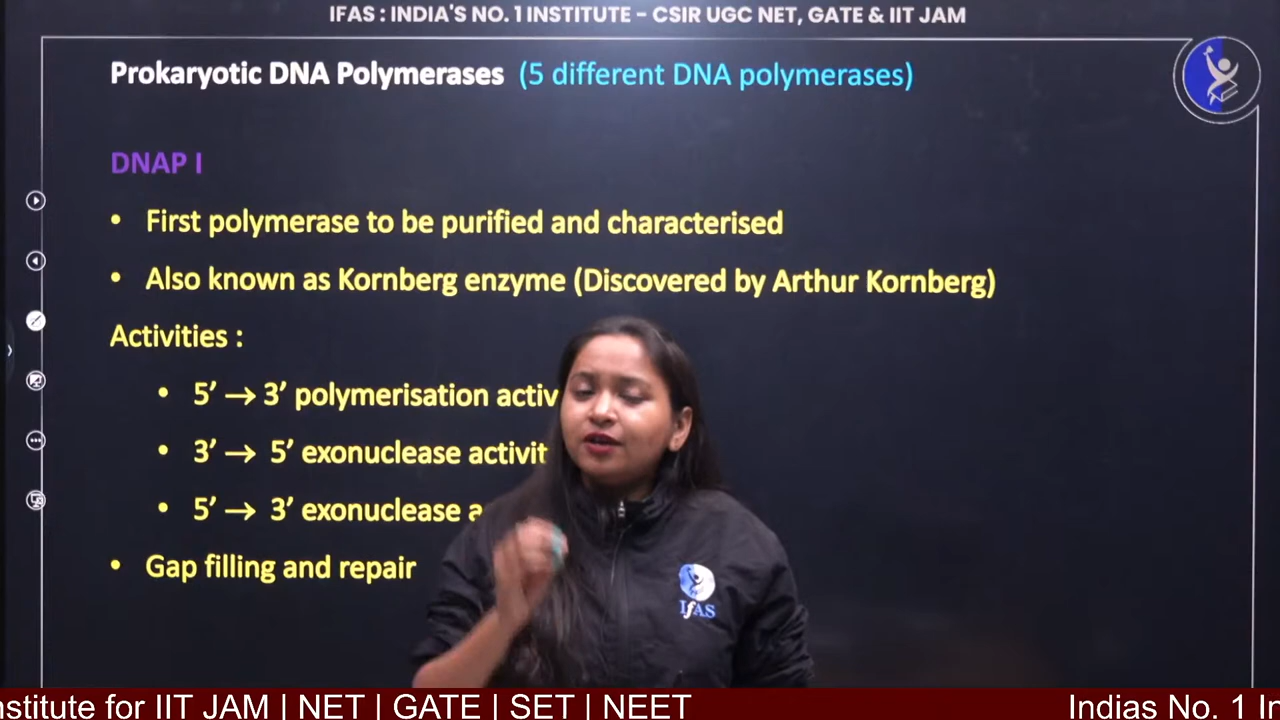 IFAS : INDIA'S NO. 1 INSTITUTE – CSIR UGC NET, GATE & IIT JAM
Prokaryotic DNA Polymerases (5 different DNA polymerases)
DNAP I
• First polymerase to be purified and characterised
• Also known as Kornberg enzyme (Discovered by Arthur Kornberg)
Activities :
• 5′ → 3′ polymerisation activ
• 3′ → 5′ exonuclease activit
• 5′ → 3′ exonuclease a
• Gap filling and repair
IFAS
nstitute for IIT JAM | NET | GATE | SET | NEET
Indias No. 1 In